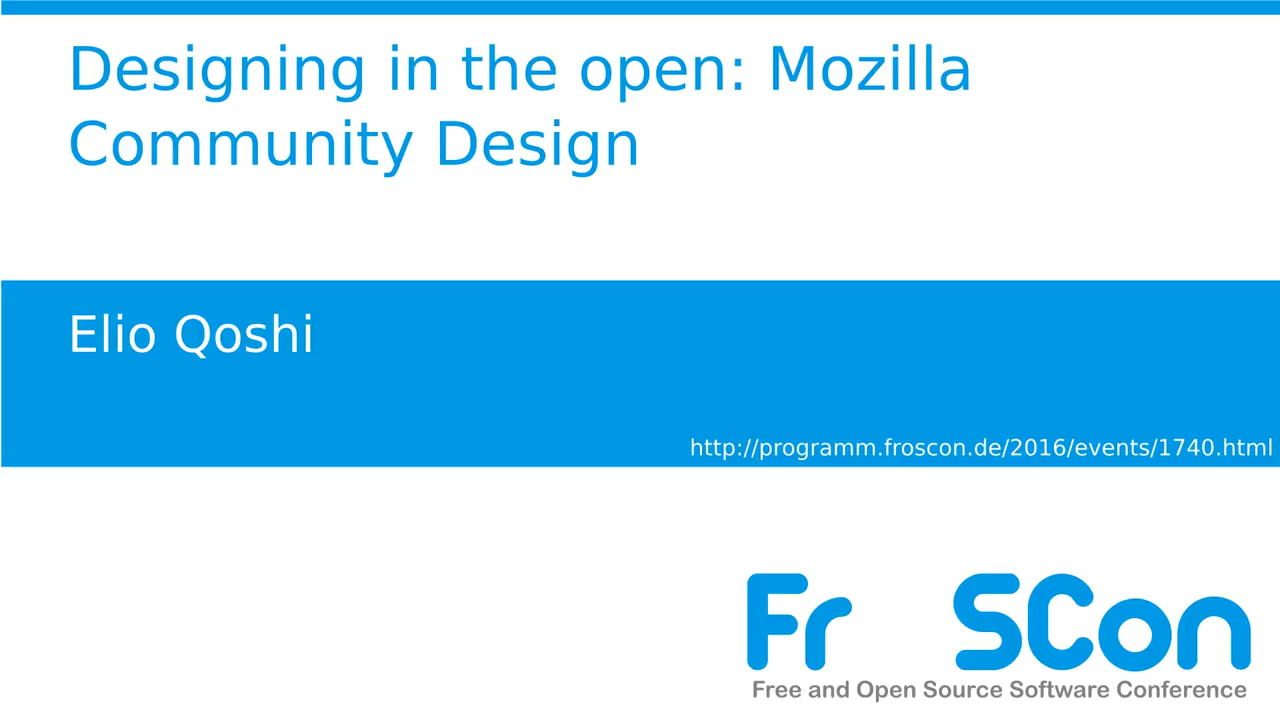 Designing in the open: Mozilla
Community Design
Elio Qoshi
http://programm.froscon.de/2016/events/1740.html
Fr SCon
Free and Open Source Software Conference